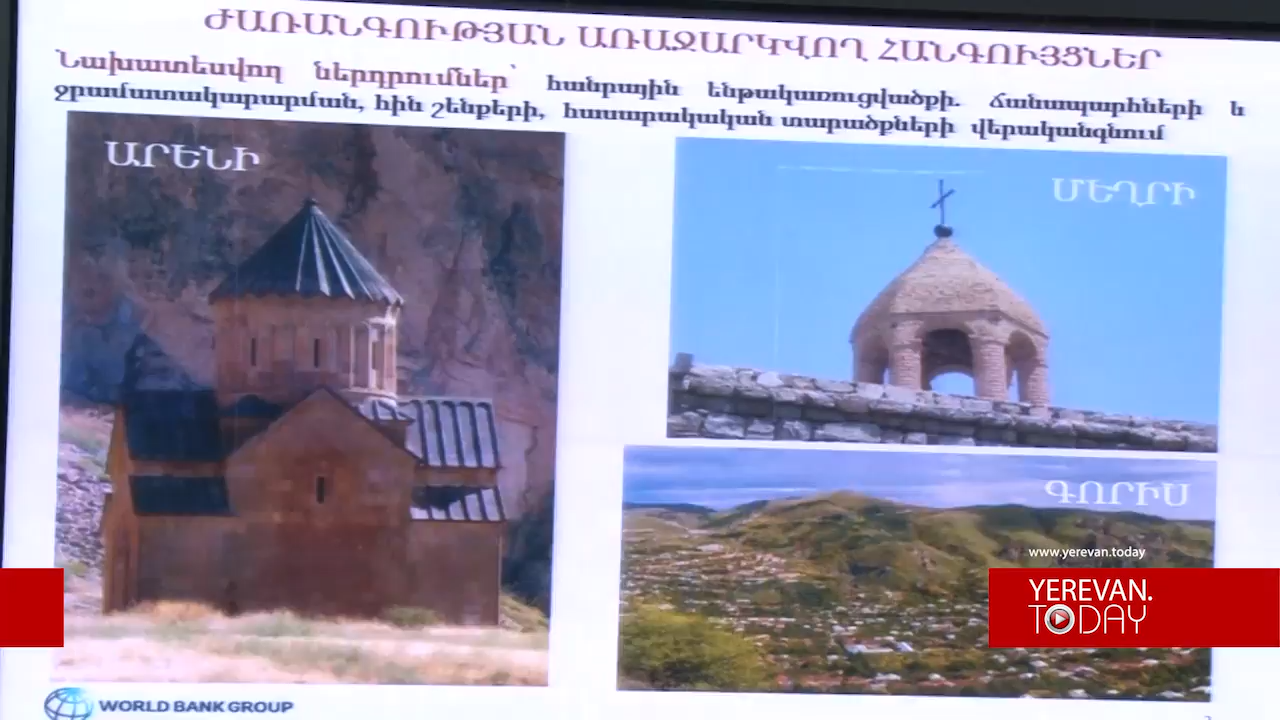 ԺԱՌԱՆԳՈՒԹՅԱՆ ԱՌԱՋԱՐԿՎՈՂ ՀԱՆԳՈՒՅՑՆԵՐ
Նախատեսվող ներդրումներ՝ հանրային ենթակառուցվածքի. ճանապարհների և
ջրամատակարարման, հին շենքերի, հասարակական տարածքների վերականգնում
ԱՐԵՆԻ
ՄԵՂՐԻ
ԳՈՐԻՍ
www.yerevan.today
YEREVAN.
TODAY
WORLD BANK GROUP